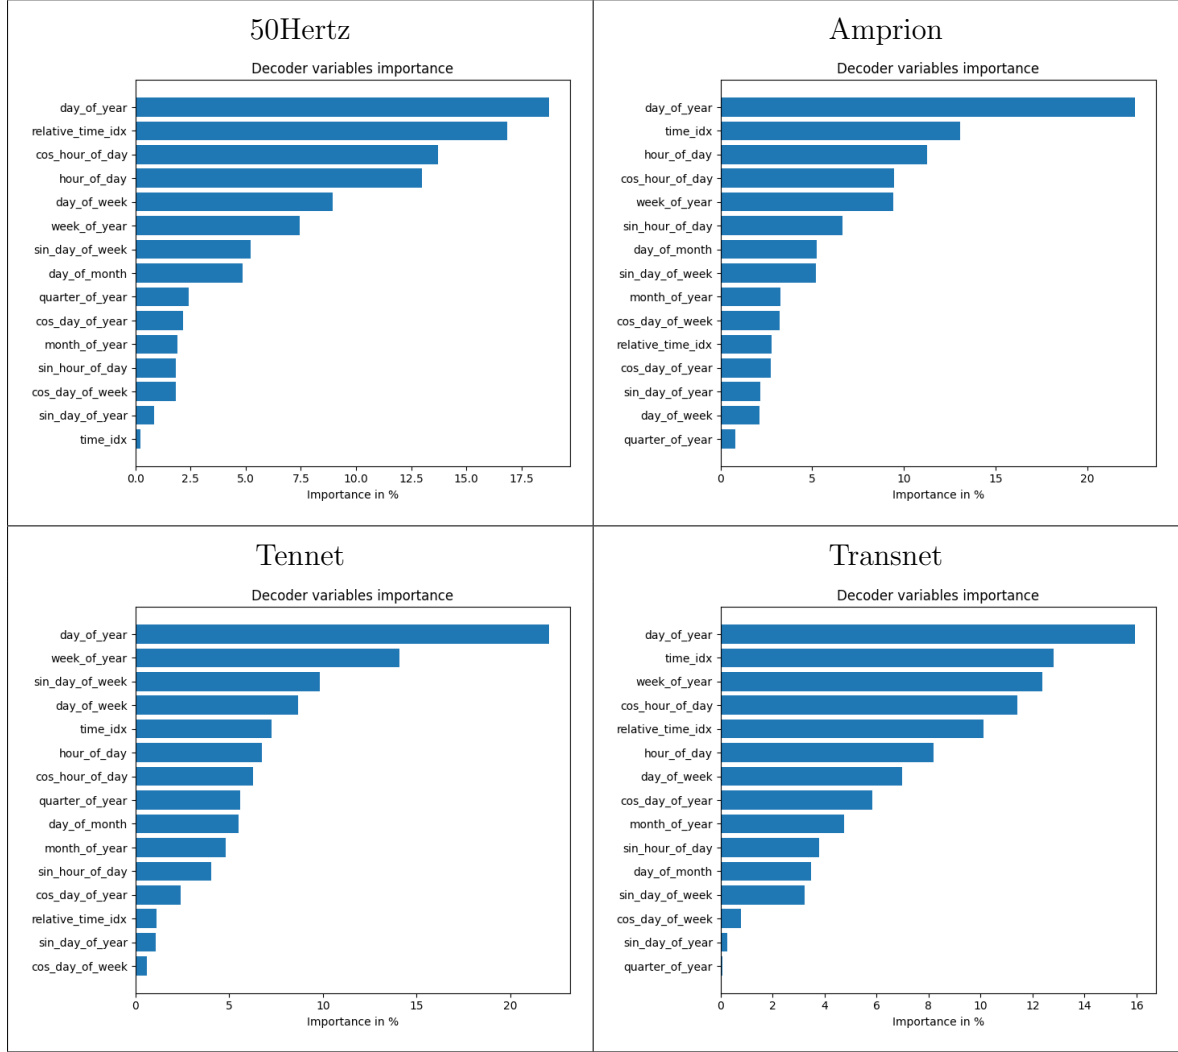 50Hertz
Decoder variables importance
day_of_year
relative_time_idx
cos_hour_of_day
hour_of_day
day_of_week
week_of_year
sin_day_of_week
day_of_month
quarter_of_year
cos_day_of_year
month_of_year
sin_hour_of_day
cos_day_of_week
sin_day_of_year
time_idx
0.0 2.5 5.0 7.5 10.0 12.5 15.0 17.5
Importance in %
Amprion
Decoder variables importance
day_of_year
time_idx
hour_of_day
cos_hour_of_day
week_of_year
sin_hour_of_day
day_of_month
sin_day_of_week
month_of_year
cos_day_of_week
relative_time_idx
cos_day_of_year
sin_day_of_year
day_of_week
quarter_of_year
0 5 10 15 20
Importance in %
Tennet
Decoder variables importance
day_of_year
week_of_year
sin_day_of_week
day_of_week
time_idx
hour_of_day
cos_hour_of_day
quarter_of_year
day_of_month
month_of_year
sin_hour_of_day
cos_day_of_year
relative_time_idx
sin_day_of_year
cos_day_of_week
0 5 10 15 20
Importance in %
Transnet
Decoder variables importance
day_of_year
time_idx
week_of_year
cos_hour_of_day
relative_time_idx
hour_of_day
day_of_week
cos_day_of_year
month_of_year
sin_hour_of_day
day_of_month
sin_day_of_week
cos_day_of_week
sin_day_of_year
quarter_of_year
0 2 4 6 8 10 12 14 16
Importance in %